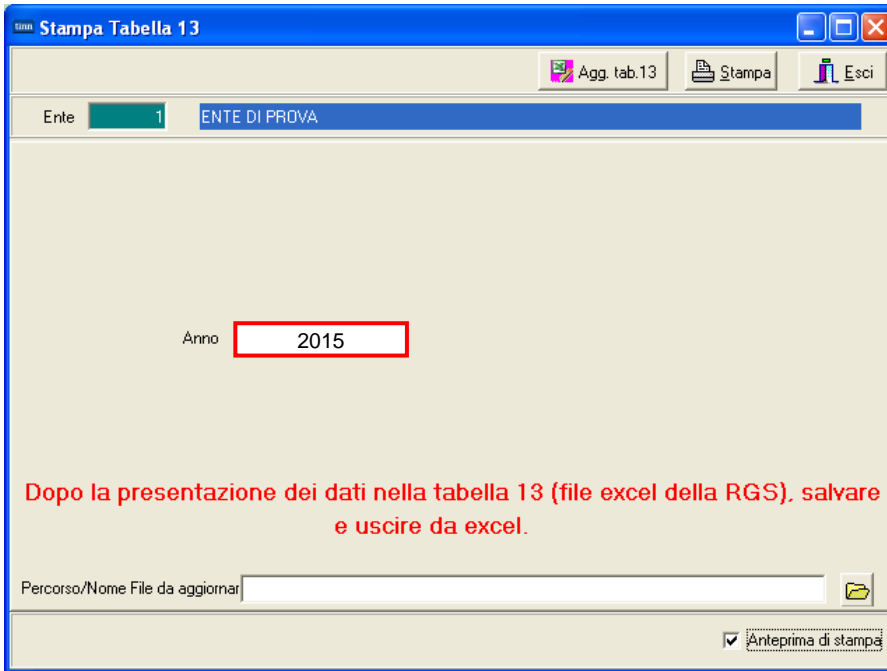 tinn Stampa Tabella 13
Agg. tab.13 Stampa Esci
Ente 1 ENTE DI PROVA
Anno 2015
Dopo la presentazione dei dati nella tabella 13 (file excel della RGS), salvare
e uscire da excel.
Percorso/Nome File da aggiornar
Anteprima di stampa